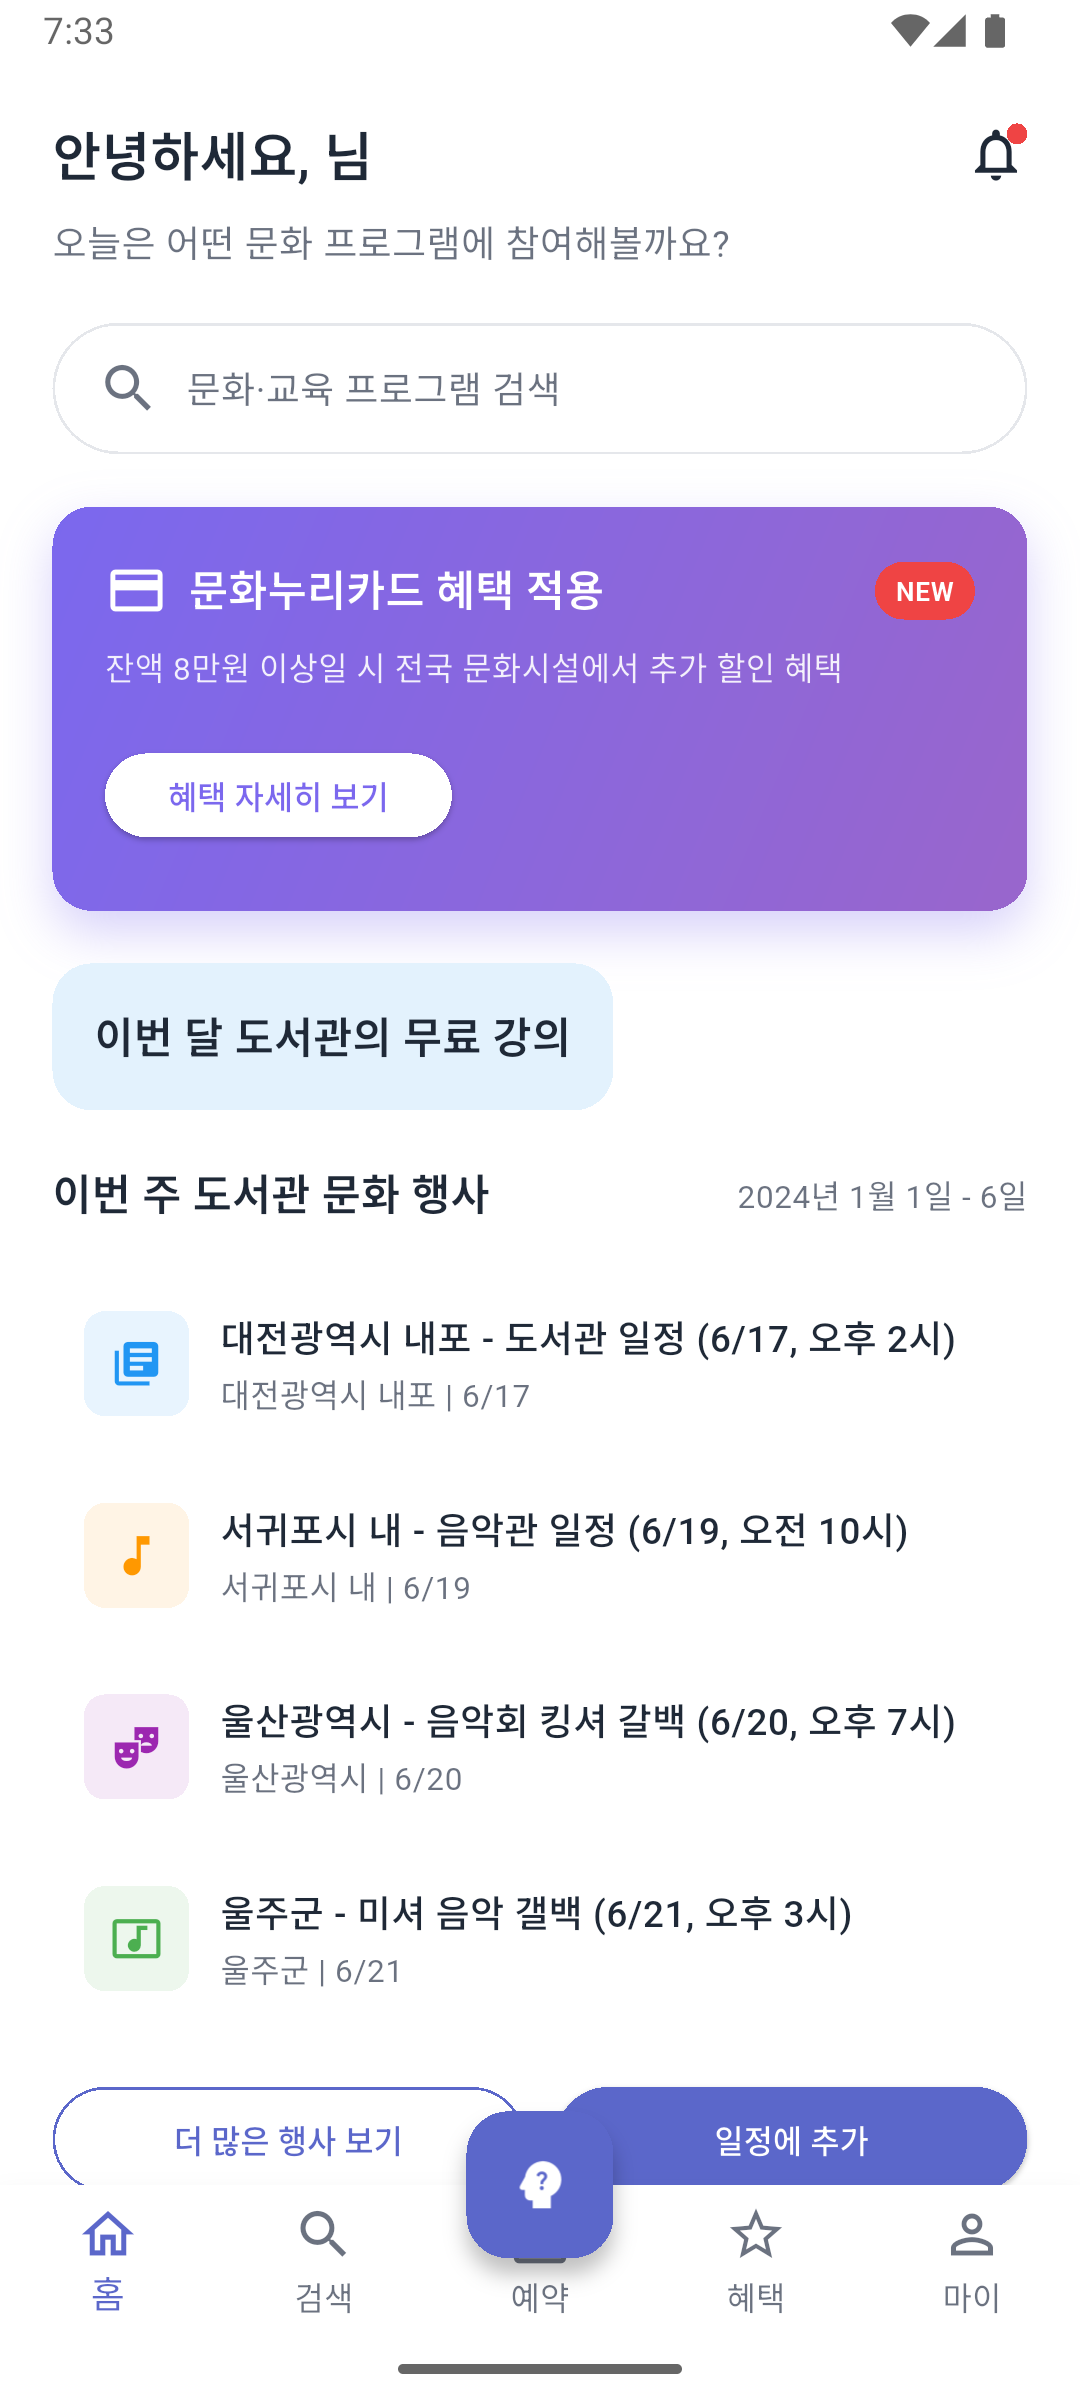 7:33
안녕하세요, 님
오늘은 어떤 문화 프로그램에 참여해볼까요?
문화·교육 프로그램 검색
문화누리카드 혜택 적용
NEW
잔액 8만원 이상일 시 전국 문화시설에서 추가 할인 혜택
혜택 자세히 보기
이번 달 도서관의 무료 강의
이번 주 도서관 문화 행사
2024년 1월 1일 - 6일
대전광역시 내포 - 도서관 일정 (6/17, 오후 2시)
대전광역시 내포 | 6/17
서귀포시 내 - 음악관 일정 (6/19, 오전 10시)
서귀포시 내 | 6/19
울산광역시 - 음악회 킹셔 갈백 (6/20, 오후 7시)
울산광역시 | 6/20
울주군 - 미셔 음악 갤백 (6/21, 오후 3시)
울주군 | 6/21
더 많은 행사 보기
일정에 추가
?
홈
검색
예약
혜택
마이